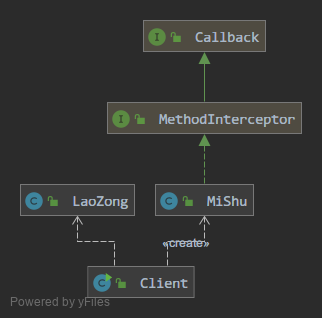 I Callback
I MethodInterceptor
C LaoZong
C MiShu
«create»
C Client
Powered by yFiles